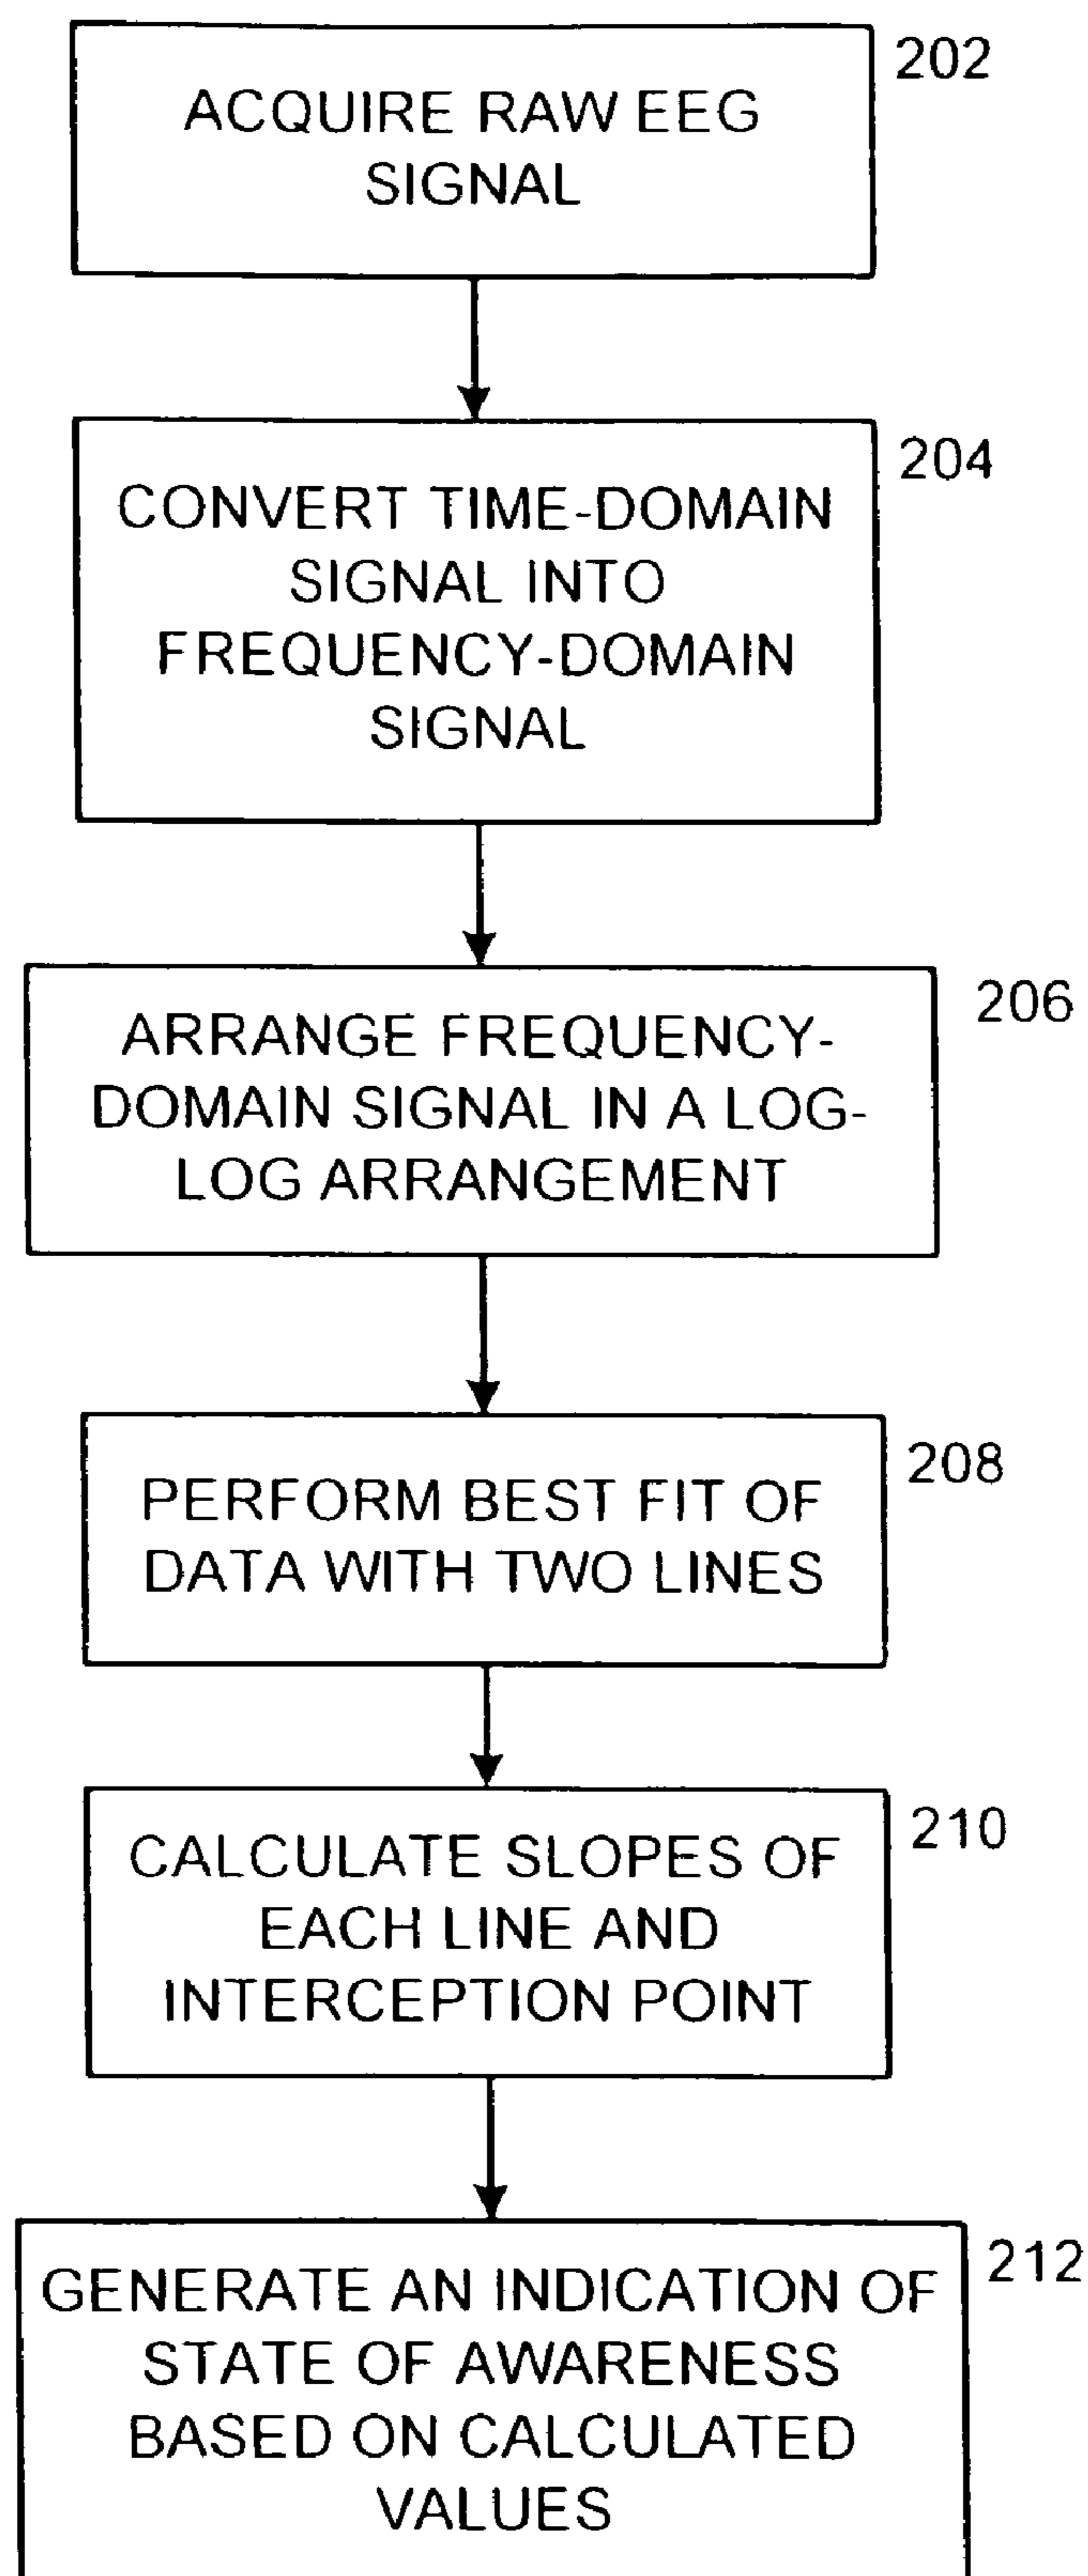 202
ACQUIRE RAW EEG
SIGNAL
204
CONVERT TIME-DOMAIN
SIGNAL INTO
FREQUENCY-DOMAIN
SIGNAL
206
ARRANGE FREQUENCY-
DOMAIN SIGNAL IN A LOG-
LOG ARRANGEMENT
208
PERFORM BEST FIT OF
DATA WITH TWO LINES
210
CALCULATE SLOPES OF
EACH LINE AND
INTERCEPTION POINT
212
GENERATE AN INDICATION OF
STATE OF AWARENESS
BASED ON CALCULATED
VALUES